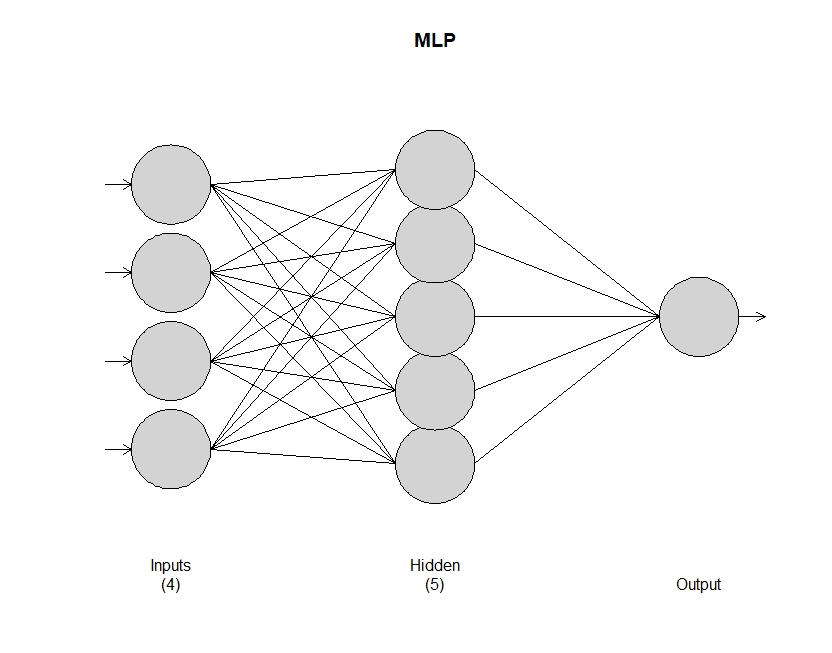 MLP
Inputs
(4)
Hidden
(5)
Output